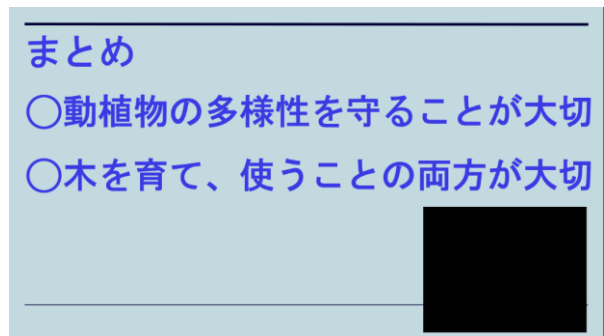 まとめ
○動植物の多様性を守ることが大切
○木を育て、使うことの両方が大切